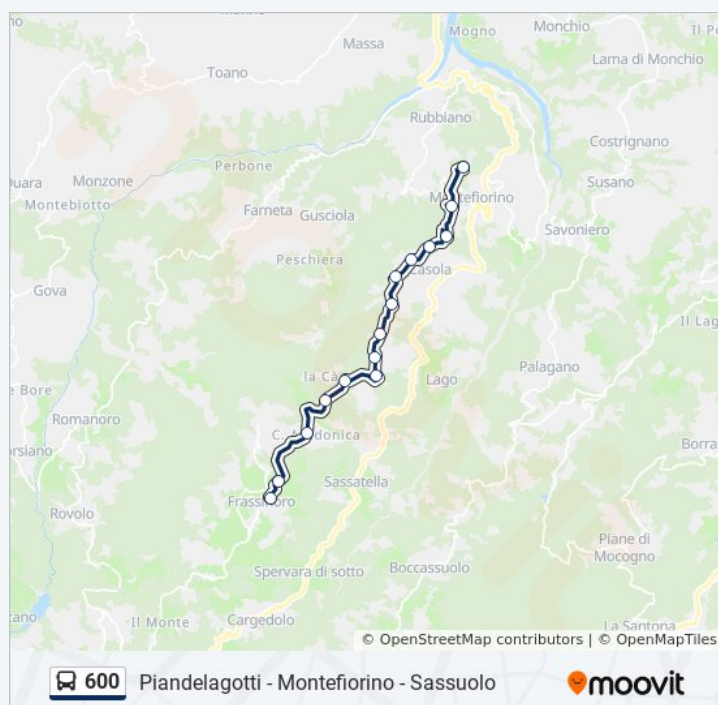 Mogno
Monchio
Il P
Massa
Lama di Monchio
Toano
Rubbiano
Costrignano
Perbone
Quara
Monzone
Montefiorino
Susano
Montebiotto
Farneta
Gusciola
Savoniero
Peschiera
Casola
Gova
Il Lag
la Cà
Lago
Palagano
Bore
Romanoro
C. A donica
Borra
orsiano
Sassatella
Frassinoro
Rovolo
Piane di
Mocogno
Spervara di sotto
Boccassuolo
zano
Il Monte
Cargedolo
La Santona
© OpenStreetMap contributors | © OpenMapTiles
600 Piandelagotti - Montefiorino - Sassuolo
moovit